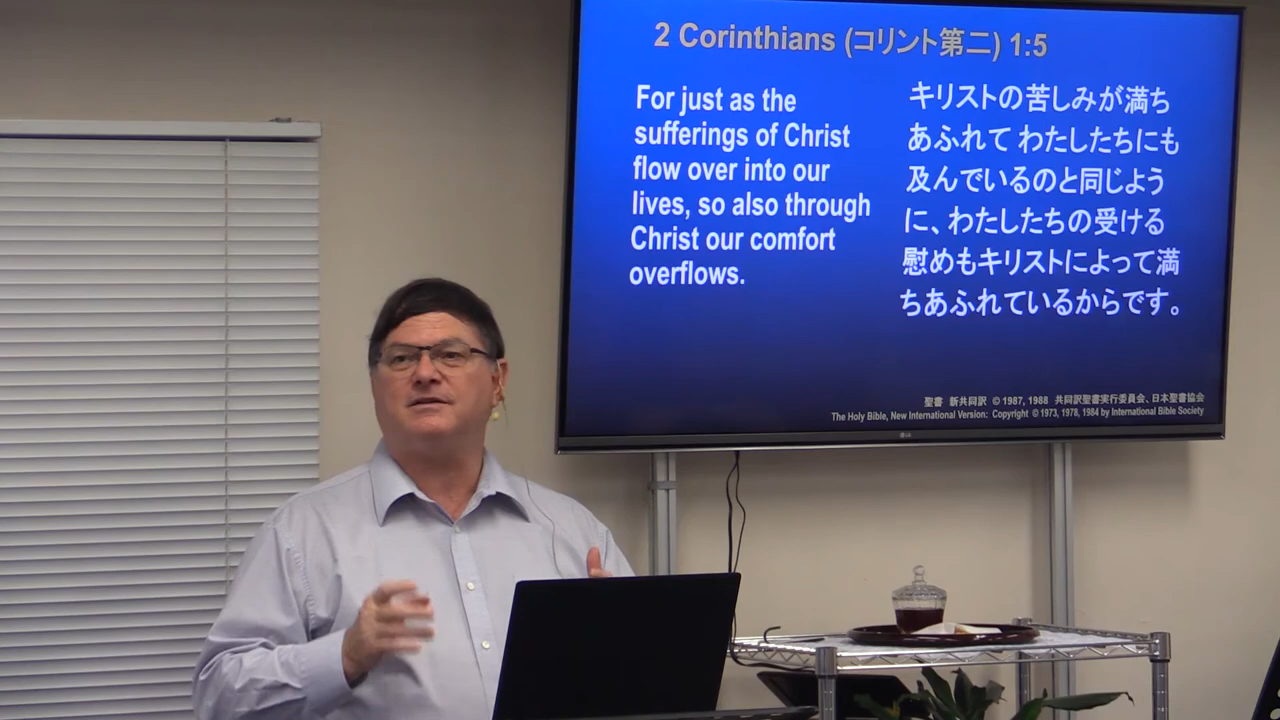 2 Corinthians (コリント第二) 1:5
For just as the
sufferings of Christ
flow over into our
lives, so also through
Christ our comfort
overflows.
キリストの苦しみが満ち
あふれて わたしたちにも
及んでいるのと同じよう
に、わたしたちの受ける
慰めもキリストによって満
ちあふれているからです。
聖書 新共同訳 © 1987, 1988 共同訳聖書実行委員会、日本聖書協会
The Holy Bible, New International Version: Copyright © 1973, 1978, 1984 by International Bible Society
LG